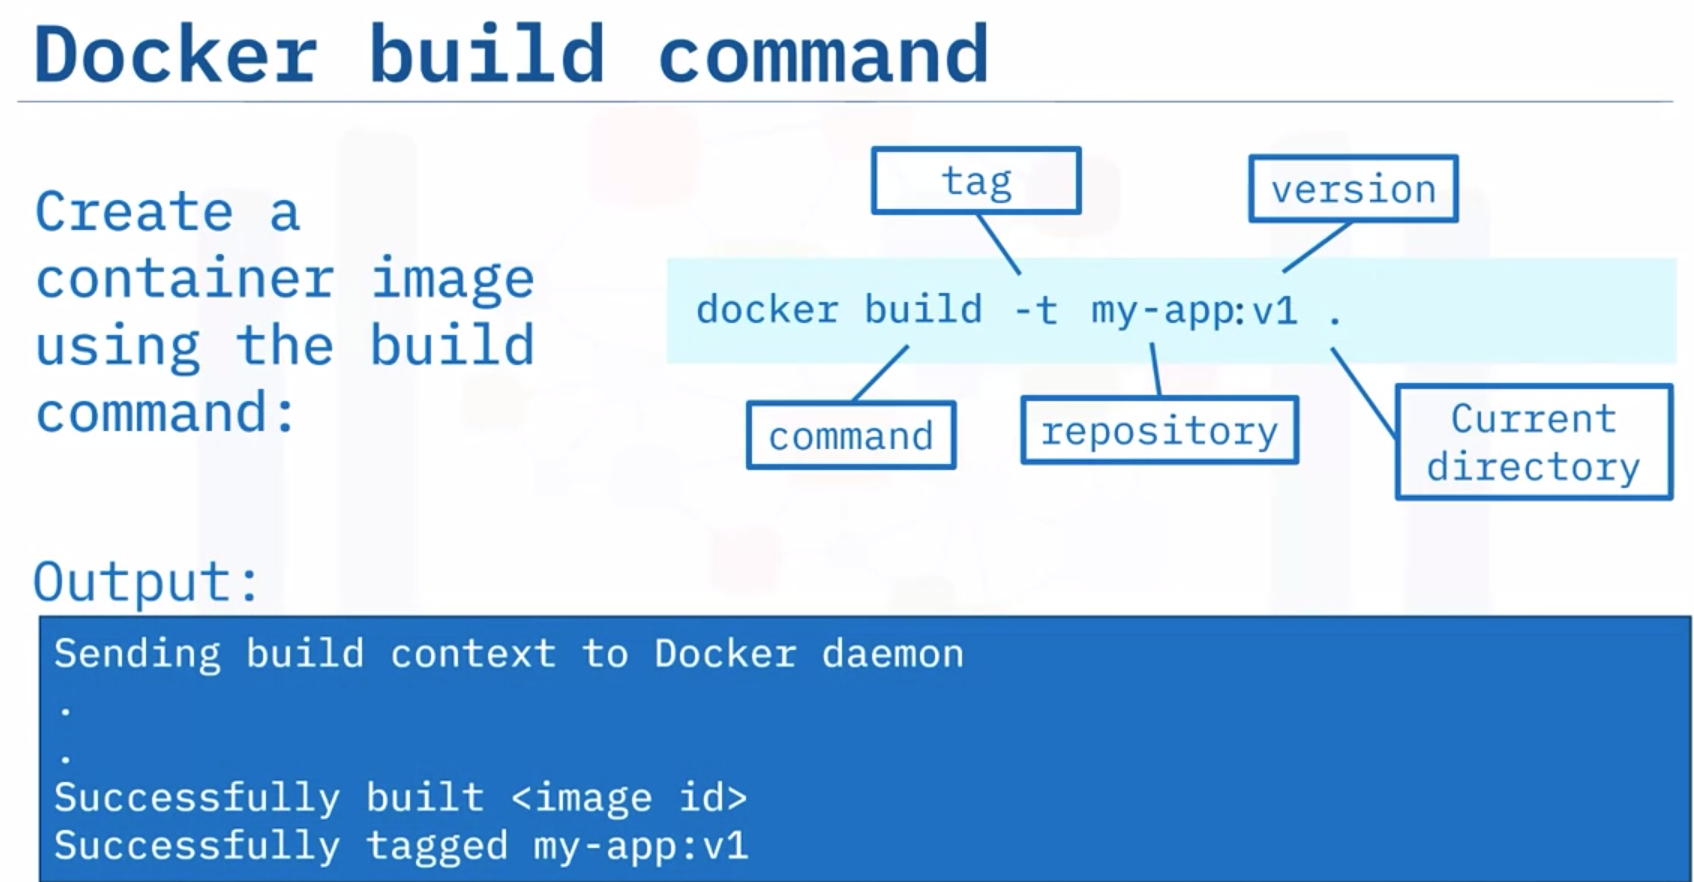 Docker build command
Create a
container image
using the build
command:
tag
version
docker build -t my-app:v1 .
command
repository
Current
directory
Output:
Sending build context to Docker daemon
.
.
Successfully built <image id>
Successfully tagged my-app:v1